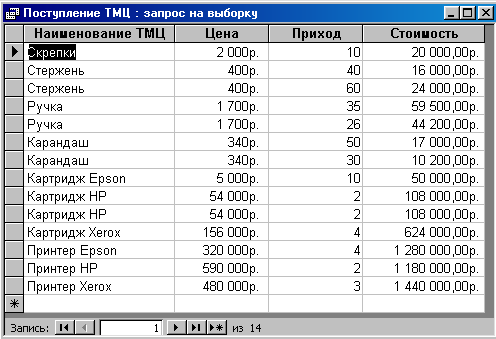 Поступление ТМЦ : запрос на выборку
Наименование ТМЦ Цена Приход Стоимость
Скрепки 2 000р. 10 20 000,00р.
Стержень 400р. 40 16 000,00р.
Стержень 400р. 60 24 000,00р.
Ручка 1 700р. 35 59 500,00р.
Ручка 1 700р. 26 44 200,00р.
Карандаш 340р. 50 17 000,00р.
Карандаш 340р. 30 10 200,00р.
Картридж Epson 5 000р. 10 50 000,00р.
Картридж HP 54 000р. 2 108 000,00р.
Картридж HP 54 000р. 2 108 000,00р.
Картридж Xerox 156 000р. 4 624 000,00р.
Принтер Epson 320 000р. 4 1 280 000,00р.
Принтер HP 590 000р. 2 1 180 000,00р.
Принтер Xerox 480 000р. 3 1 440 000,00р.
Запись: 1 из 14